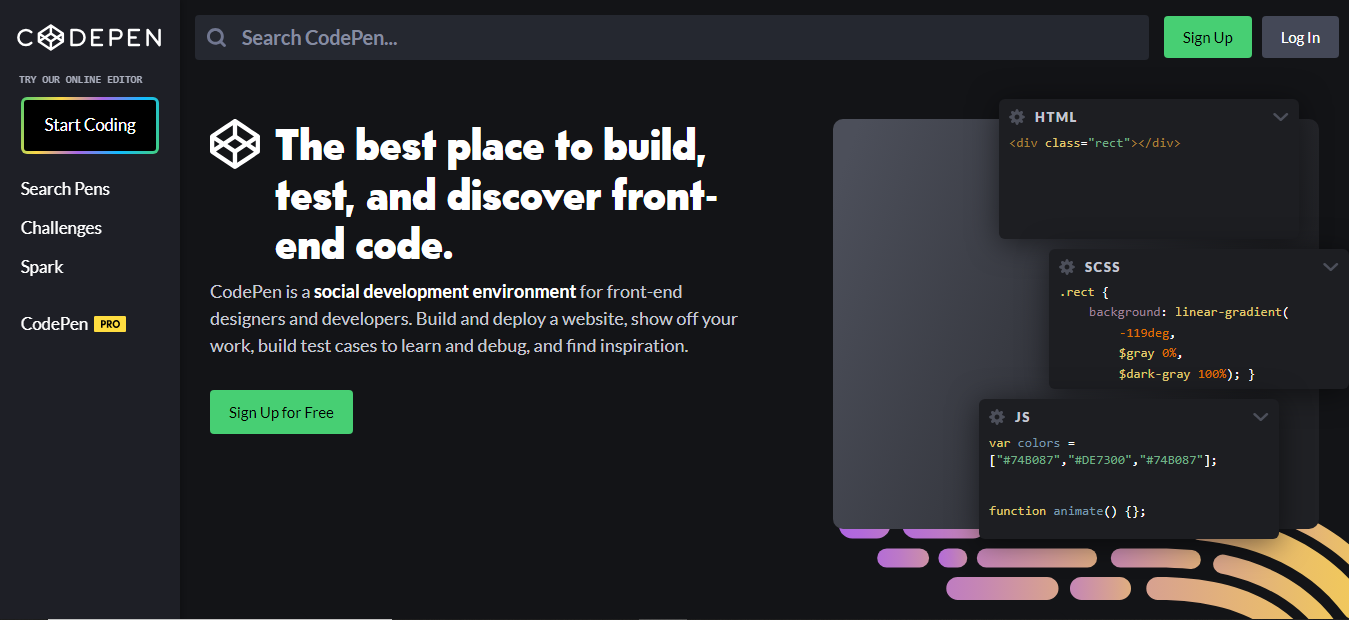 CODEPEN
TRY OUR ONLINE EDITOR
Start Coding
Search Pens
Challenges
Spark
CodePen PRO
Search CodePen...
Sign Up
Log In
The best place to build,
test, and discover front-
end code.
CodePen is a social development environment for front-end
designers and developers. Build and deploy a website, show off your
work, build test cases to learn and debug, and find inspiration.
Sign Up for Free
HTML
<div class="rect"></div>
SCSS
.rect {
background: linear-gradient(
-119deg,
$gray 0%,
$dark-gray 100%); }
JS
var colors =
["#74B087","#DE7300","#74B087"];
function animate() {};